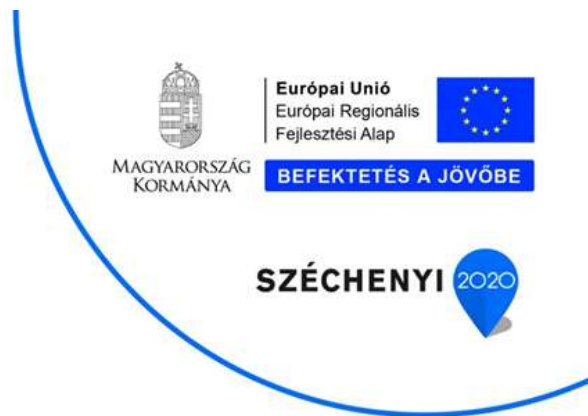 Európai Unió
Európai Regionális
Fejlesztési Alap
MAGYARORSZÁG
KORMÁNYA
BEFEKTETÉS A JÖVŐBE
SZÉCHENYI 2020